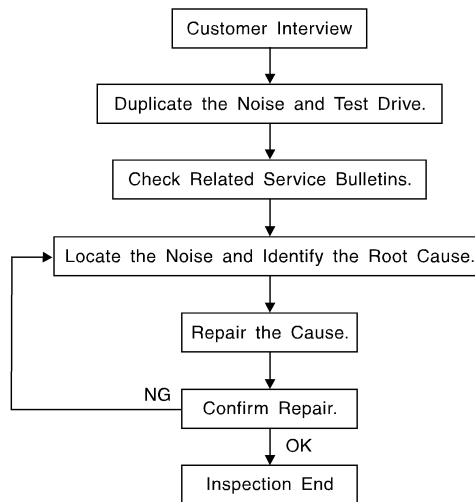 Customer Interview
Duplicate the Noise and Test Drive.
Check Related Service Bulletins.
Locate the Noise and Identify the Root Cause.
Repair the Cause.
NG
Confirm Repair.
OK
Inspection End